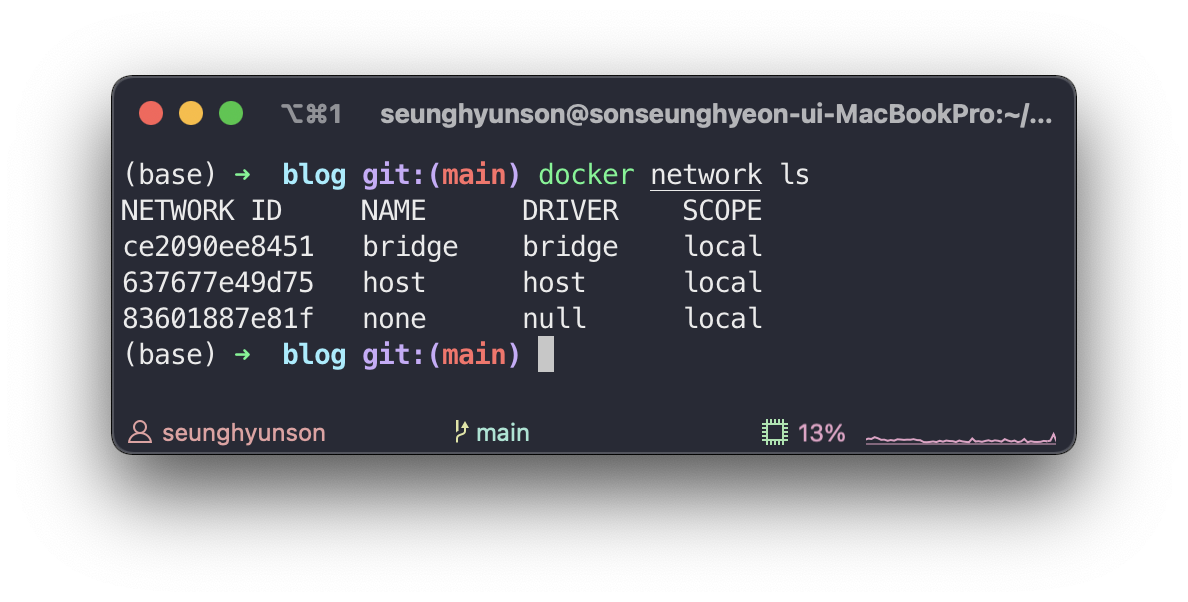 ⌥⌘1 seunghyunson@sonseunghyeon-ui-MacBookPro:~/...
(base) ➜ blog git:(main) docker network ls
NETWORK ID NAME DRIVER SCOPE
ce2090ee8451 bridge bridge local
637677e49d75 host host local
83601887e81f none null local
(base) ➜ blog git:(main)
seunghyunson main 13%